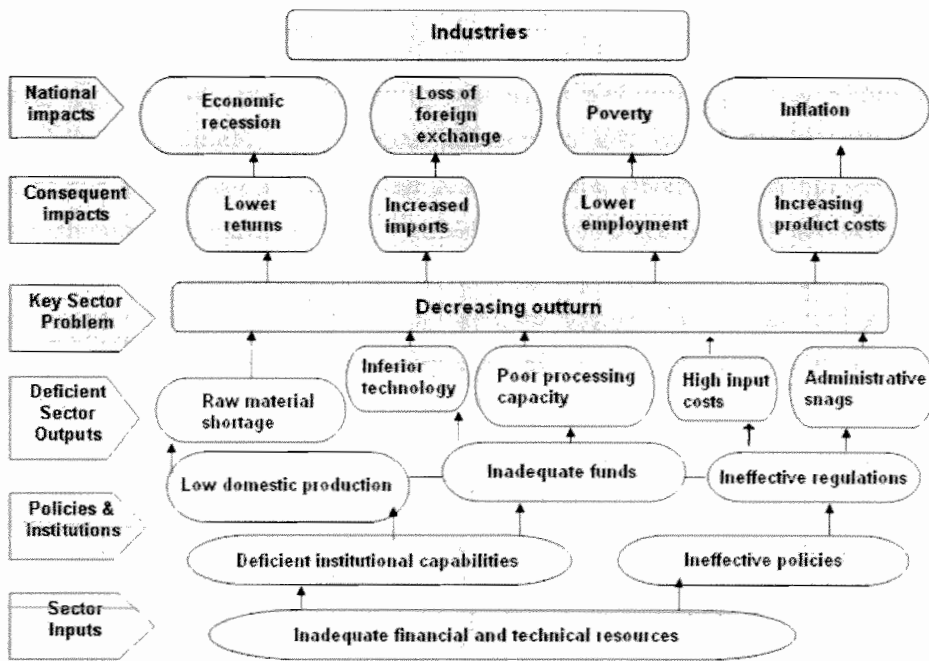 Industries
National
impacts
Economic
recession
Loss of
foreign
exchange
Poverty
Inflation
Consequent
impacts
Lower
returns
Increased
imports
Lower
employment
Increasing
product costs
Key Sector
Problem
Decreasing outturn
Deficient
Sector
Outputs
Raw material
shortage
Inferior
technology
Poor processing
capacity
High input
costs
Administrative
snags
Policies &
Institutions
Low domestic production
Inadequate funds
Ineffective regulations
Deficient institutional capabilities
Ineffective policies
Sector
Inputs
Inadequate financial and technical resources